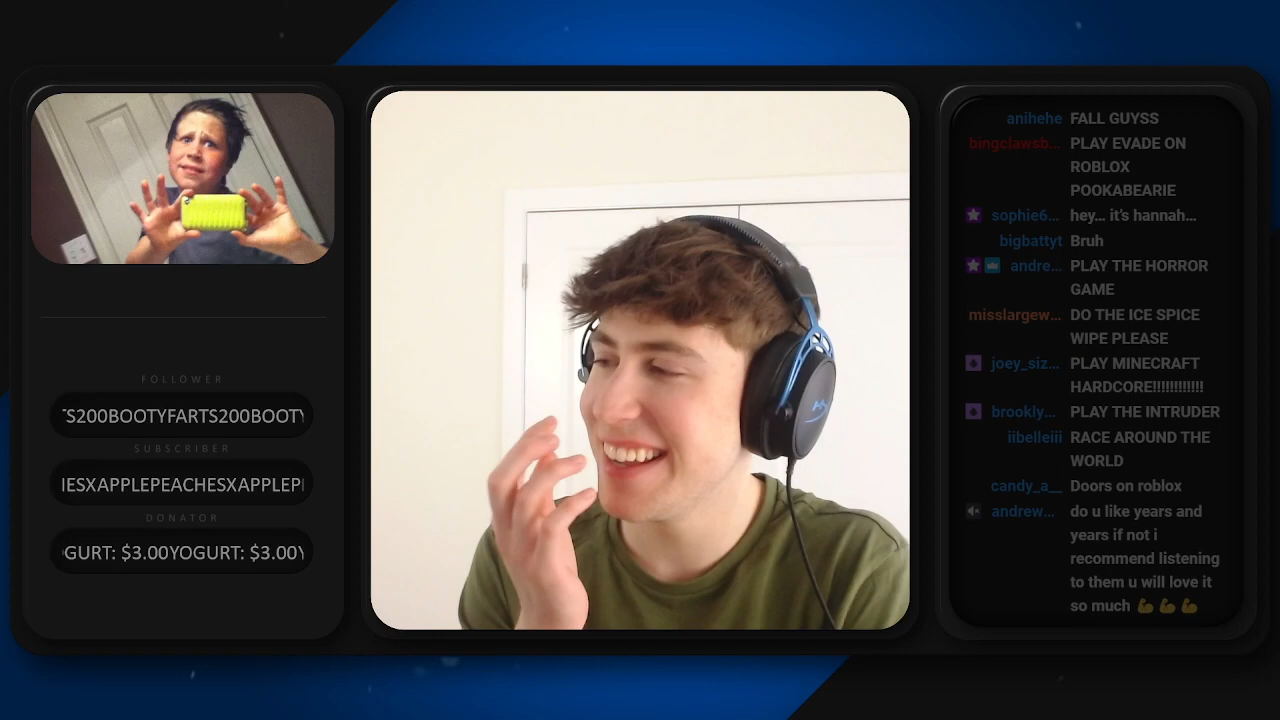 FOLLOWER
TS200BOOTYFARTS200BOOTY
SUBSCRIBER
IESXAPPLEPEACHESXAPPLEP
DONATOR
GURT: $3.00YOGURT: $3.00Y
anihehe FALL GUYSS
bingclawsb... PLAY EVADE ON
ROBLOX
POOKABEARIE
sophie6... hey... it's hannah...
bigbattyt Bruh
andre... PLAY THE HORROR
GAME
misslargew... DO THE ICE SPICE
WIPE PLEASE
joey_siz... PLAY MINECRAFT
HARDCORE!!!!!!!!!!!!
brookly... PLAY THE INTRUDER
iibelleiii RACE AROUND THE
WORLD
candy_a__ Doors on roblox
andrew... do u like years and
years if not i
recommend listening
to them u will love it
so much 💪 💪 💪